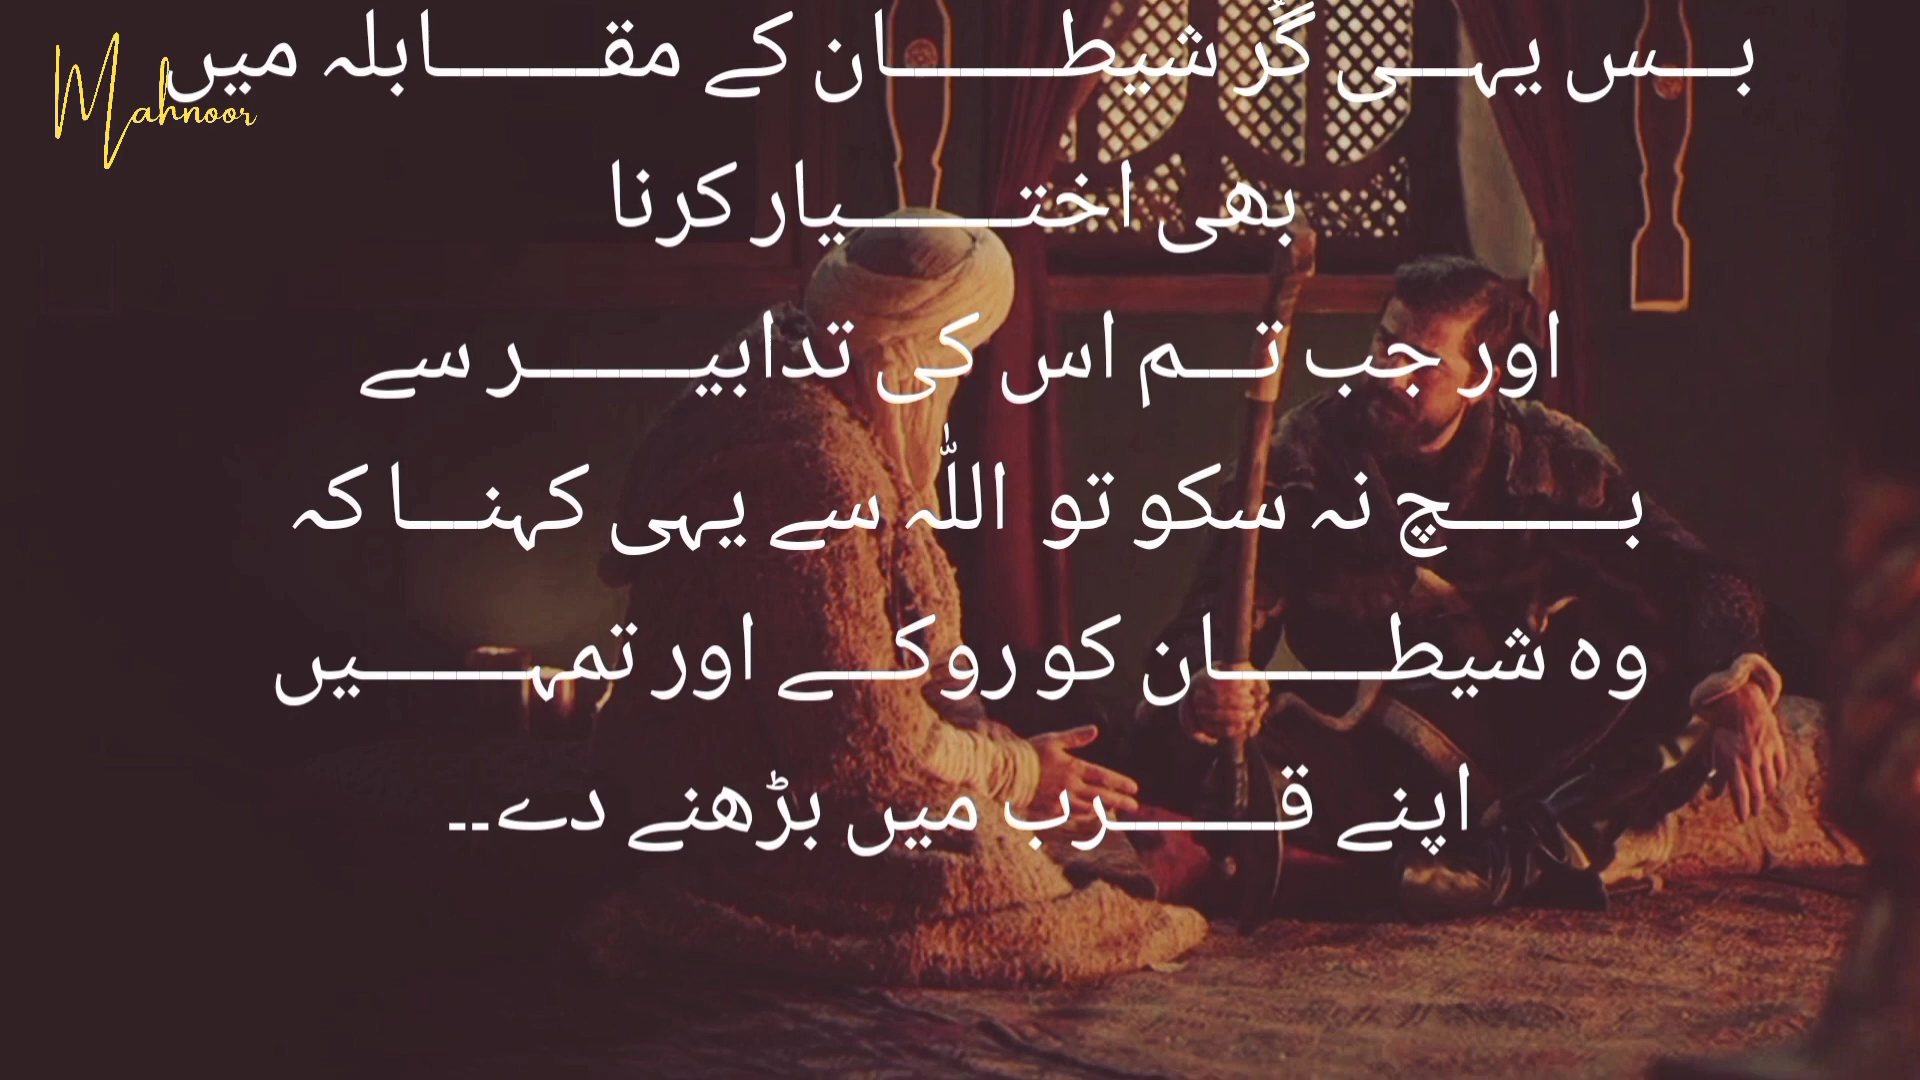 بس یہی گُر شیطان کے مقابلہ میں
Mahnoor
بھی اختیار کرنا
اور جب تم اس کی تدابیر سے
بچ نہ سکو تو اللّٰہ سے یہی کہنا کہ
وہ شیطان کو روکے اور تمہیں
اپنے قرب میں بڑھنے دے--